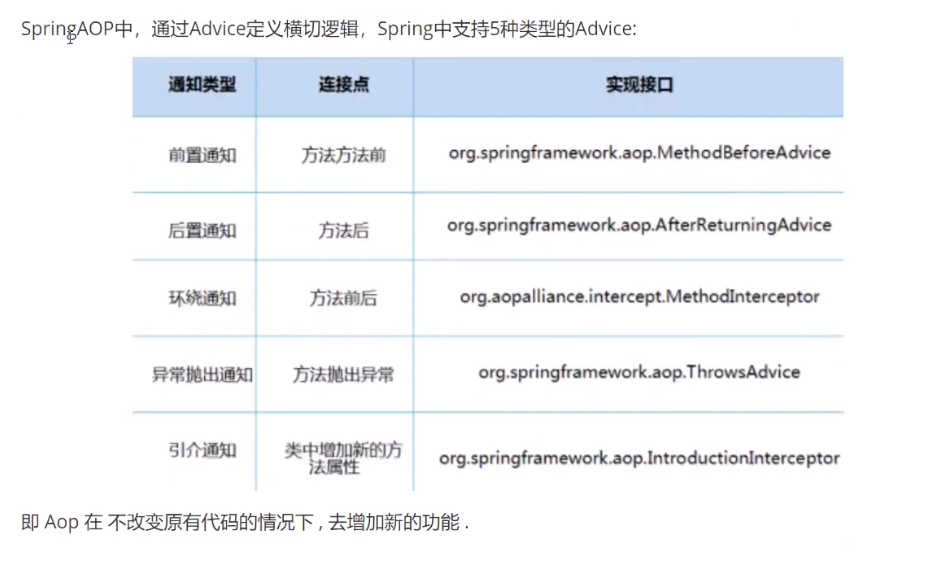 SpringAOP中，通过Advice定义横切逻辑，Spring中支持5种类型的Advice:
通知类型 连接点 实现接口
前置通知 方法方法前 org.springframework.aop.MethodBeforeAdvice
后置通知 方法后 org.springframework.aop.AfterReturningAdvice
环绕通知 方法前后 org.aopalliance.intercept.MethodInterceptor
异常抛出通知 方法抛出异常 org.springframework.aop.ThrowsAdvice
引介通知 类中增加新的方
法属性 org.springframework.aop.IntroductionInterceptor
即 Aop 在 不改变原有代码的情况下 , 去增加新的功能 .